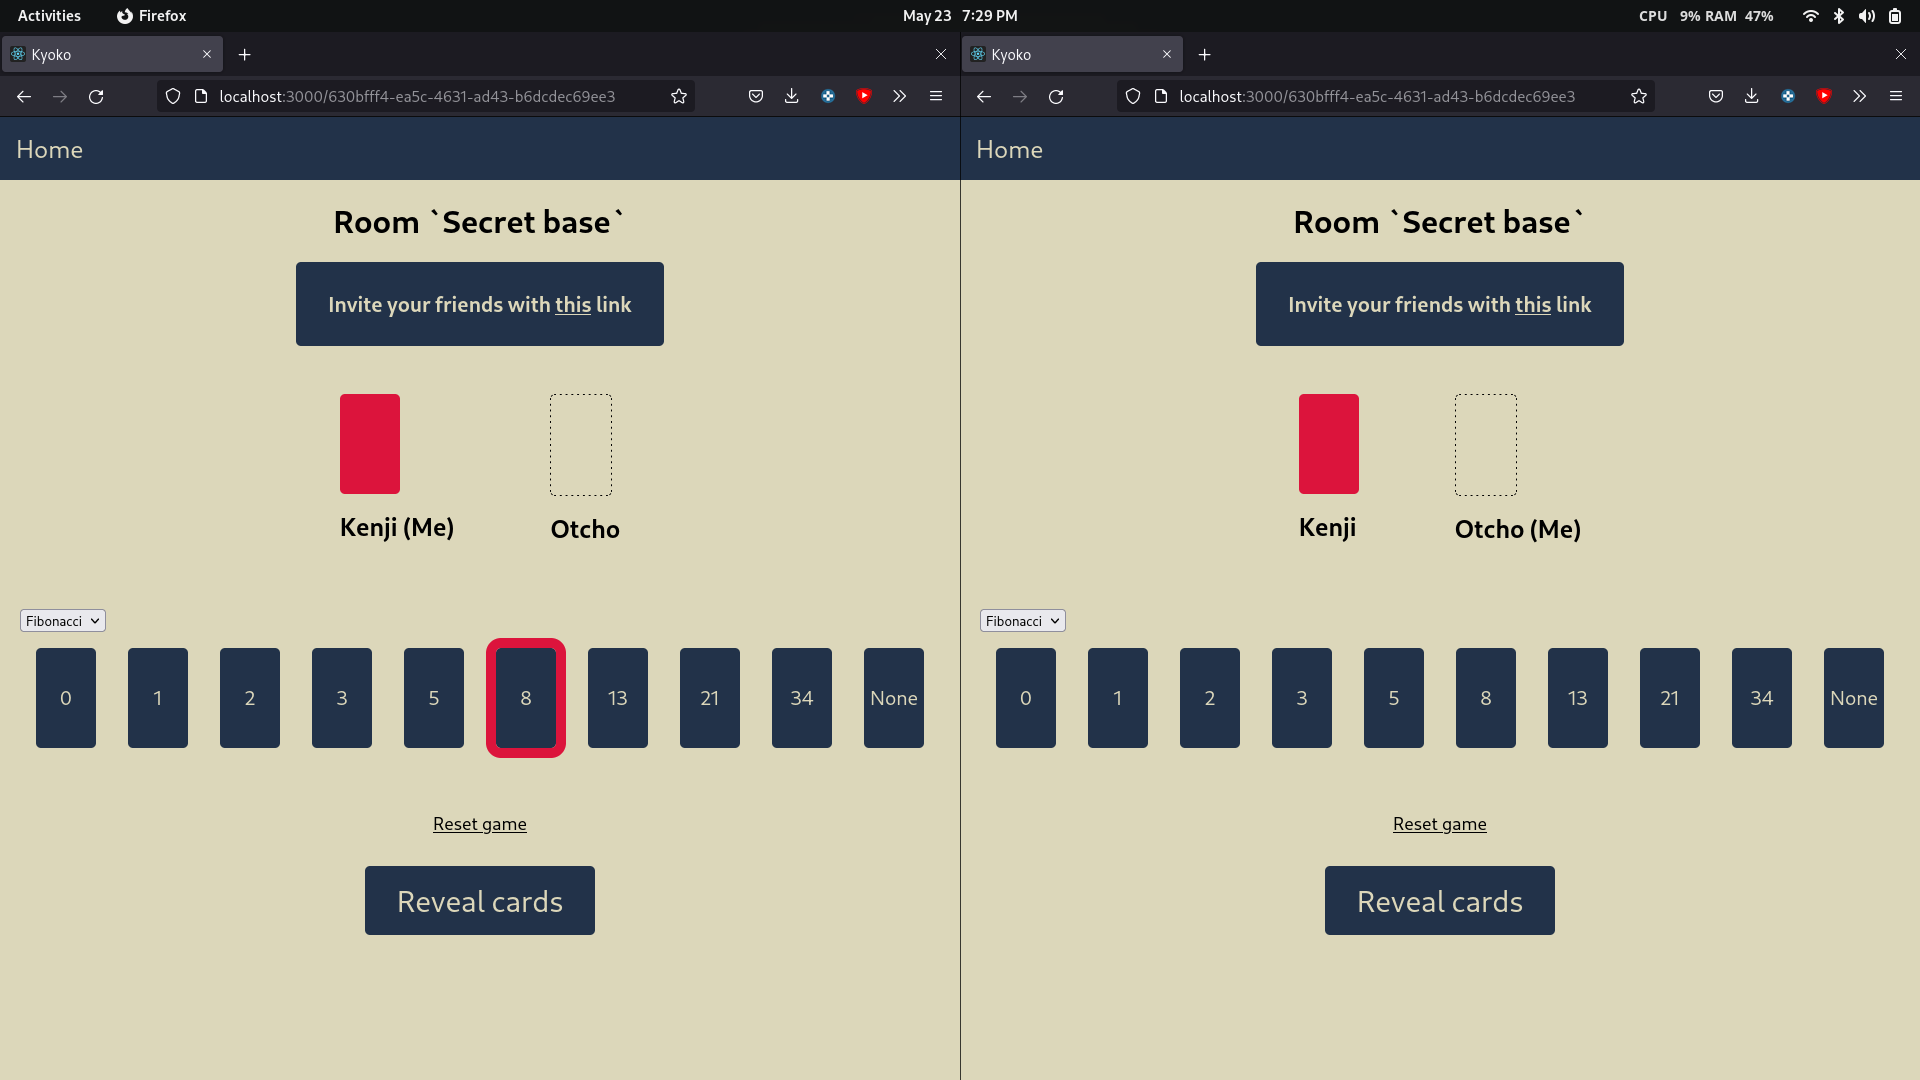 Activities Firefox May 23 7:29 PM CPU 9% RAM 47%
Kyoko
localhost:3000/630bfff4-ea5c-4631-ad43-b6dcdec69ee3
Home
Room `Secret base`
Invite your friends with this link
Kenji (Me) Otcho
Fibonacci
0 1 2 3 5 8 13 21 34 None
Reset game
Reveal cards
Kyoko
localhost:3000/630bfff4-ea5c-4631-ad43-b6dcdec69ee3
Home
Room `Secret base`
Invite your friends with this link
Kenji Otcho (Me)
Fibonacci
0 1 2 3 5 8 13 21 34 None
Reset game
Reveal cards